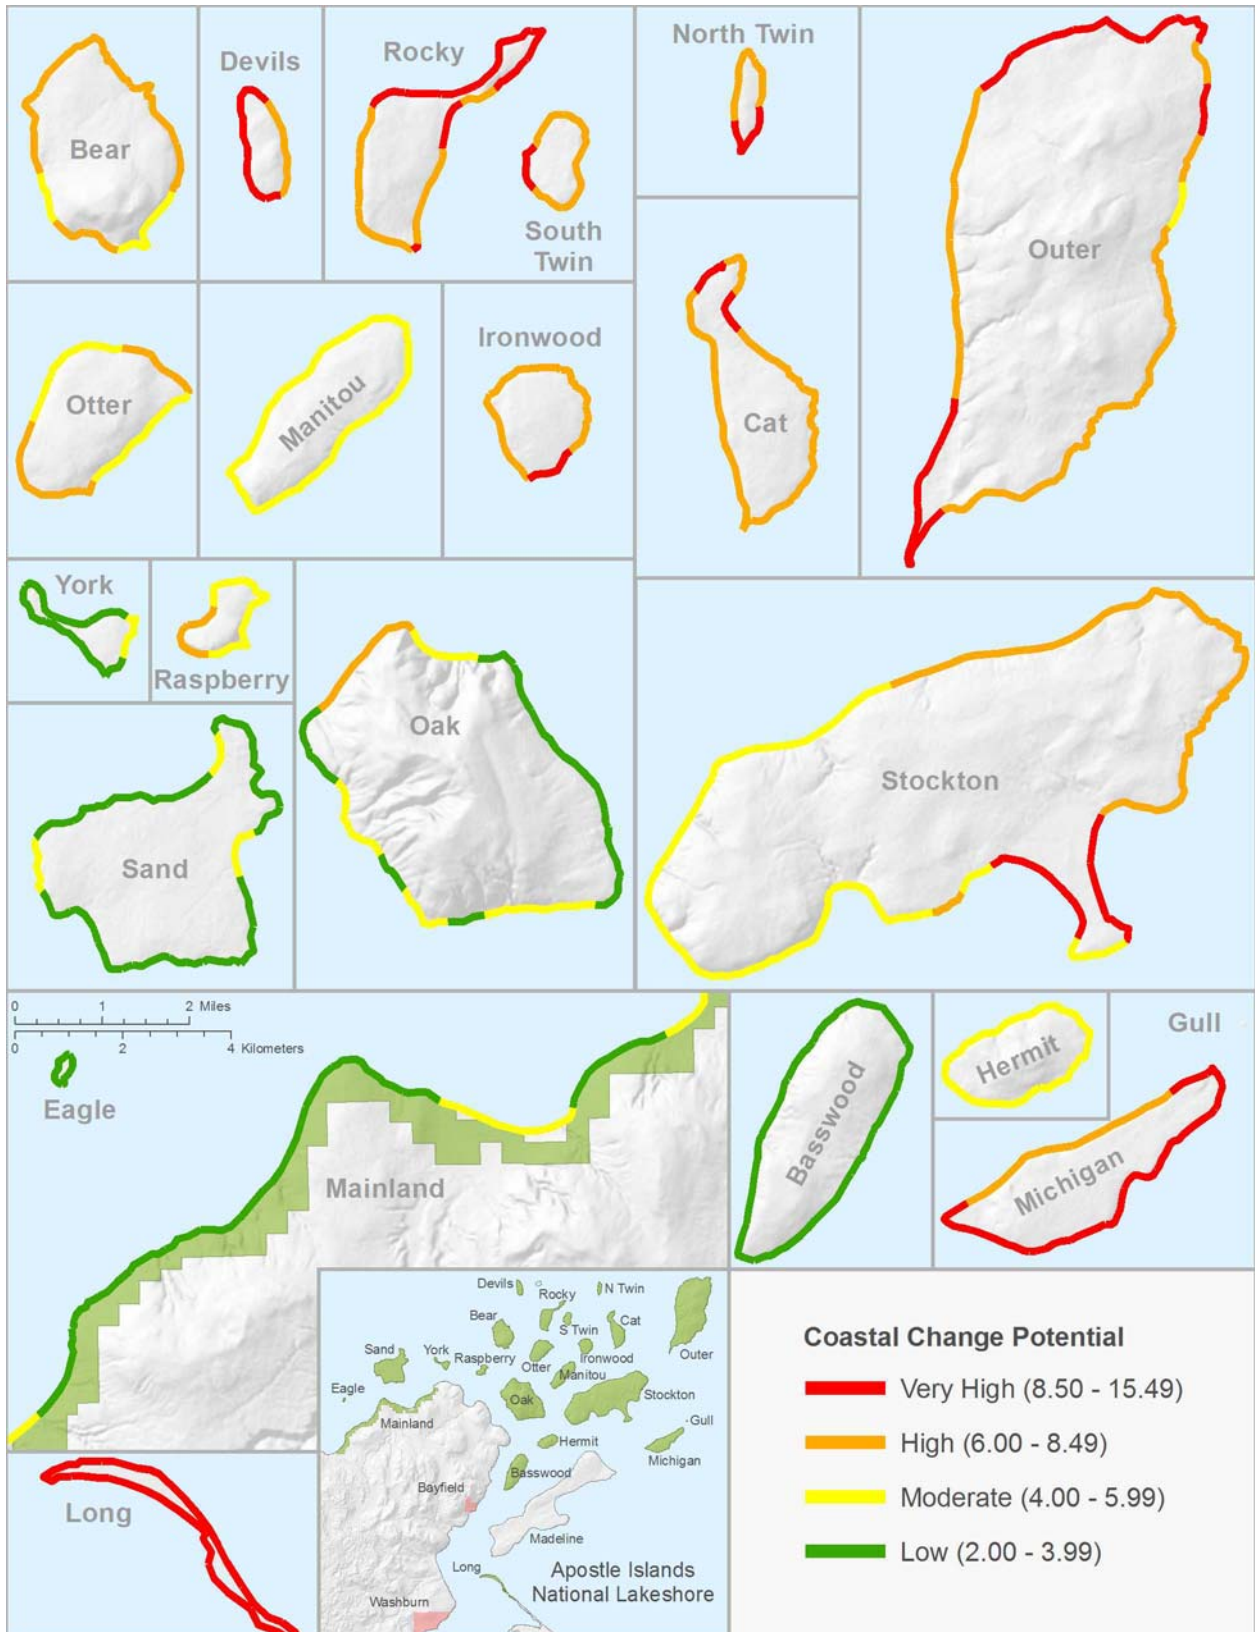 Bear
Devils
Rocky
South
Twin
North Twin
Outer
Otter
Manitou
Ironwood
Cat
York
Raspberry
Oak
Stockton
Sand
0 1 2 Miles
0 2 4 Kilometers
Eagle
Mainland
Basswood
Hermit
Gull
Michigan
Long
Devils
Rocky
N Twin
Bear
S Twin
Cat
Outer
Sand
York
Raspberry
Otter
Ironwood
Manitou
Eagle
Oak
Stockton
Mainland
Gull
Hermit
Michigan
Basswood
Bayfield
Madeline
Long
Apostle Islands
National Lakeshore
Washburn
Coastal Change Potential
Very High (8.50 - 15.49)
High (6.00 - 8.49)
Moderate (4.00 - 5.99)
Low (2.00 - 3.99)